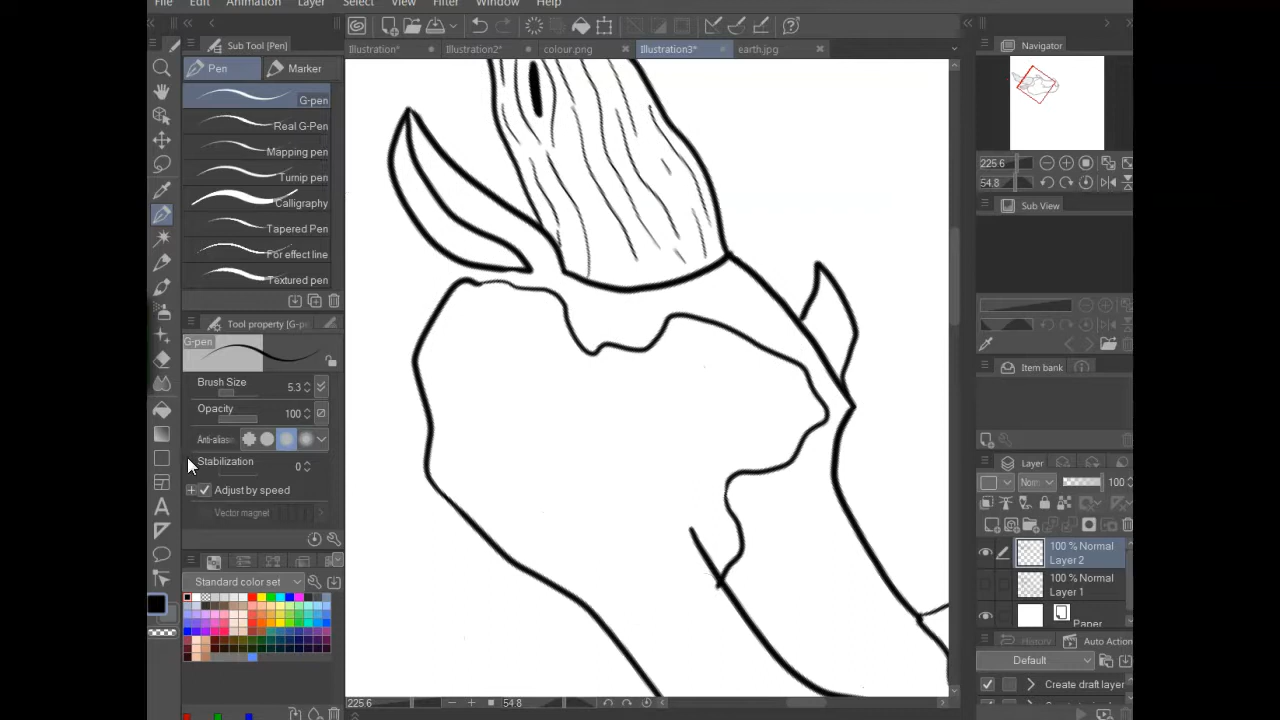 File Edit Animation Layer Select View Filter Window Help
Sub Tool [Pen]
Illustration* Illustration2* colour.png Illustration3* earth.jpg
Navigator
Pen Marker
G-pen
Real G-Pen
Mapping pen
Turnip pen
Calligraphy
Tapered Pen
For effect line
Textured pen
225.6
54.8
Sub View
Tool property [G-p
G-pen
Brush Size 5.3
Opacity 100
Anti-alias
Stabilization 0
Adjust by speed
Vector magnet
Item bank
Layer
Norm 100
100 % Normal
Layer 2
100 % Normal
Layer 1
Paper
Standard color set
History Auto Action
Default
Create draft layer
225.6 54.8